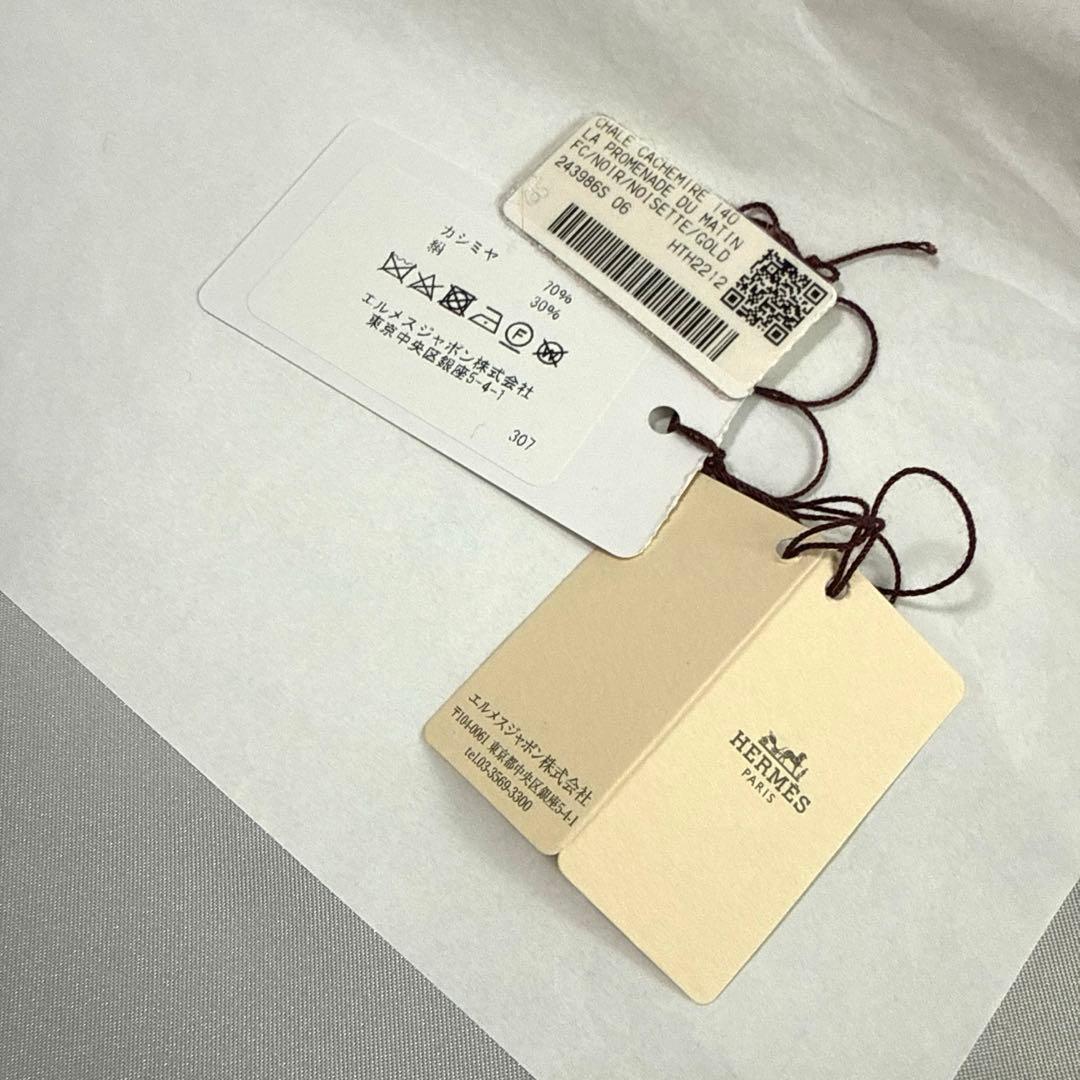 CHALE CACHEMIRE 140
LA PROMENADE DU MATIN
FC/NOIR/NOISETTE/GOLD
243986S 06
HTH2212
カシミヤ 70%
絹 30%
F
W
エルメスジャポン株式会社
東京中央区銀座5-4-1
307
エルメスジャポン株式会社
〒104-0061 東京都中央区銀座5-4-1
tel.03-3569-3300
HERMÈS
PARIS